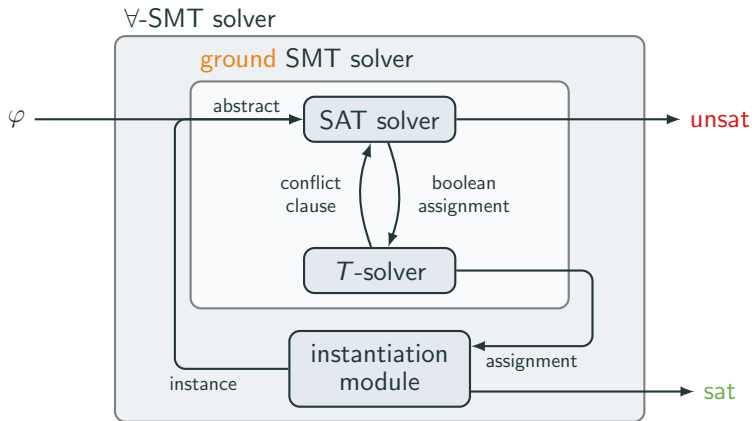 ∀-SMT solver
ground SMT solver
φ
abstract
SAT solver
unsat
conflict
clause
boolean
assignment
T-solver
instantiation
module
assignment
instance
sat